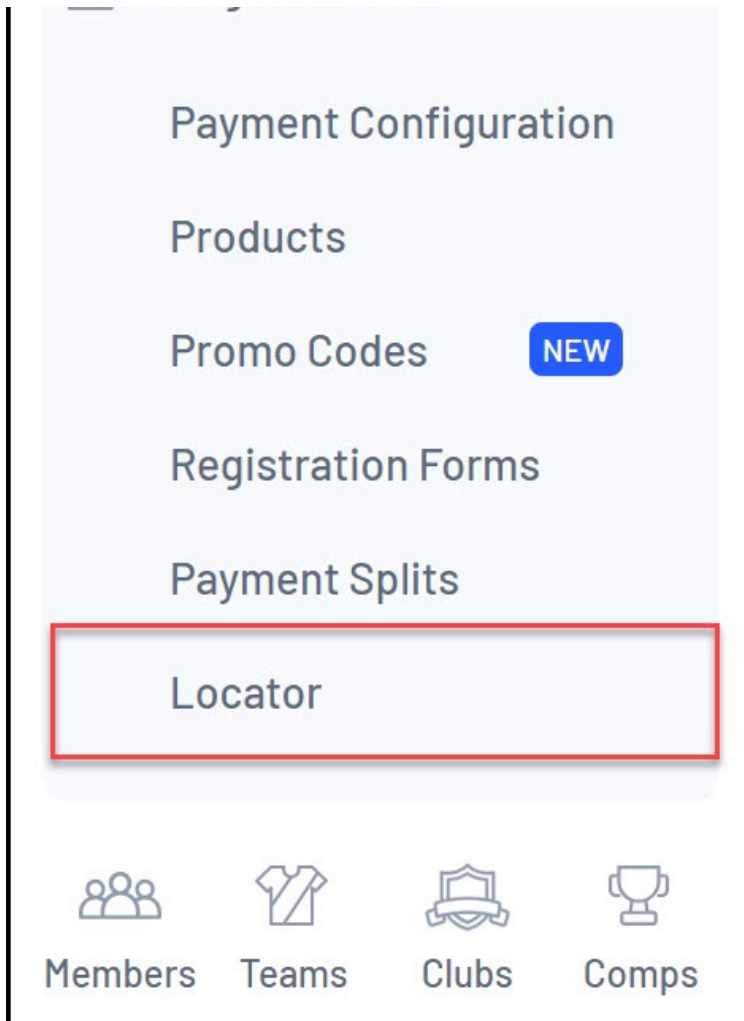 Payment Configuration
Products
Promo Codes NEW
Registration Forms
Payment Splits
Locator
Members Teams Clubs Comps